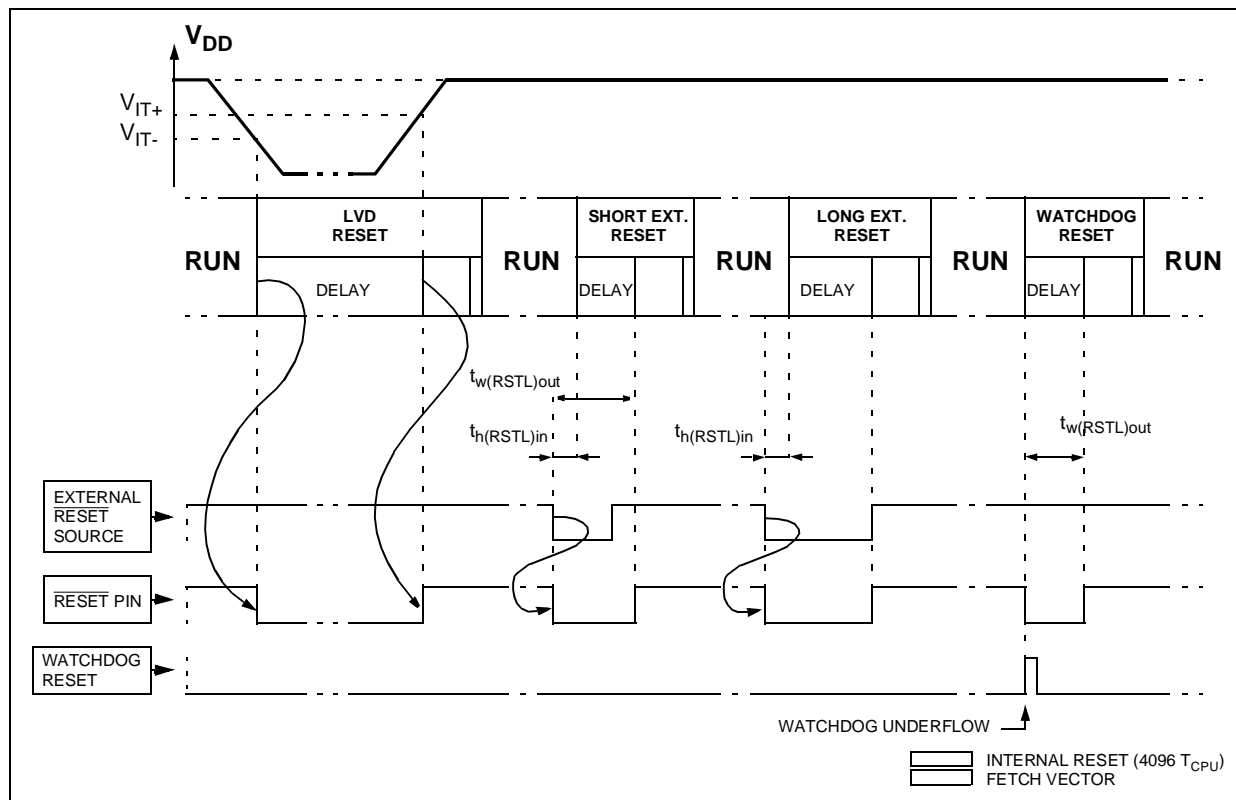 VDD
VIT+
VIT-
LVD
RESET
SHORT EXT.
RESET
LONG EXT.
RESET
WATCHDOG
RESET
RUN
RUN
RUN
RUN
RUN
DELAY
DELAY
DELAY
DELAY
tw(RSTL)out
th(RSTL)in
th(RSTL)in
tw(RSTL)out
EXTERNAL
RESET
SOURCE
RESET PIN
WATCHDOG
RESET
WATCHDOG UNDERFLOW
INTERNAL RESET (4096 TCPU)
FETCH VECTOR